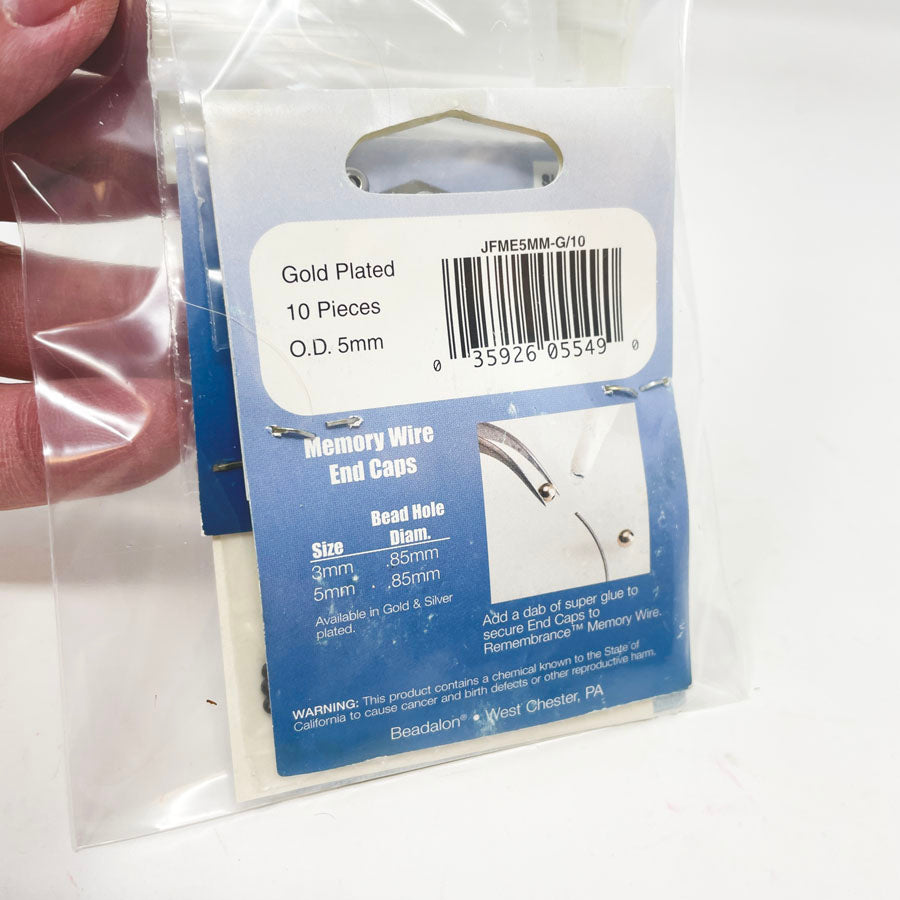 JFME5MM-G/10
Gold Plated
10 Pieces
O.D. 5mm
0 35926 05549 0
Memory Wire
End Caps
Bead Hole
Size Diam.
3mm .85mm
5mm .85mm
Available in Gold & Silver
plated.
Add a dab of super glue to
secure End Caps to
Remembrance™ Memory Wire.
WARNING: This product contains a chemical known to the State of
California to cause cancer and birth defects or other reproductive harm.
Beadalon® • West Chester, PA